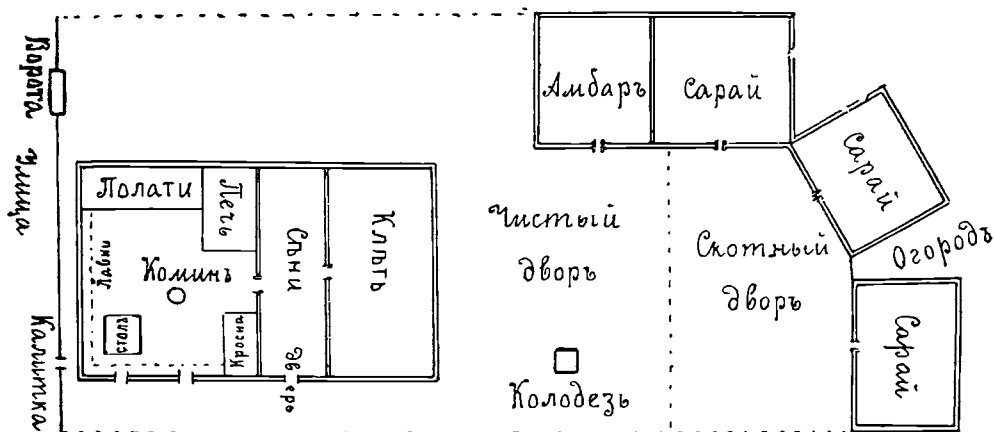 Ворота
Улица
Калитка
Полати
Печь
Лавки
Коминъ
столъ
Кросна
Сѣни
дверь
Клѣть
Амбаръ
Сарай
Чистый
дворъ
Колодезь
Скотный
дворъ
Сарай
Огородъ
Сарай